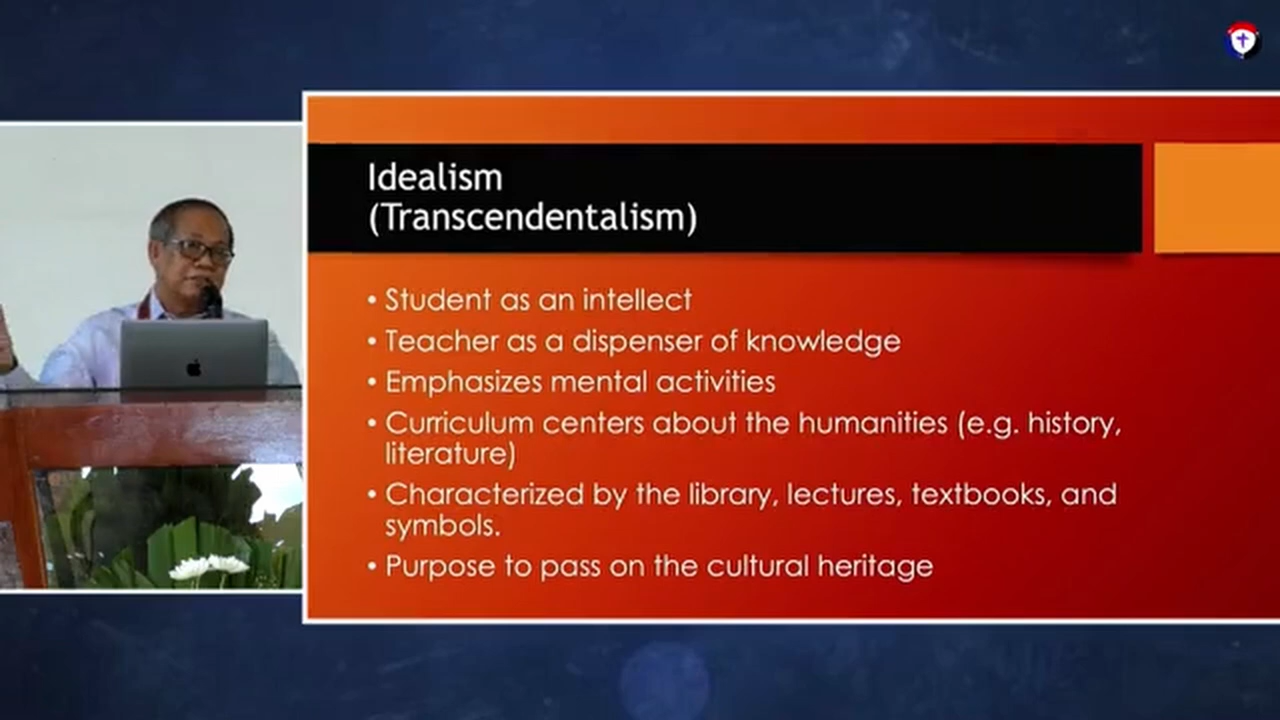 Idealism
(Transcendentalism)
• Student as an intellect
• Teacher as a dispenser of knowledge
• Emphasizes mental activities
• Curriculum centers about the humanities (e.g. history,
literature)
• Characterized by the library, lectures, textbooks, and
symbols.
• Purpose to pass on the cultural heritage